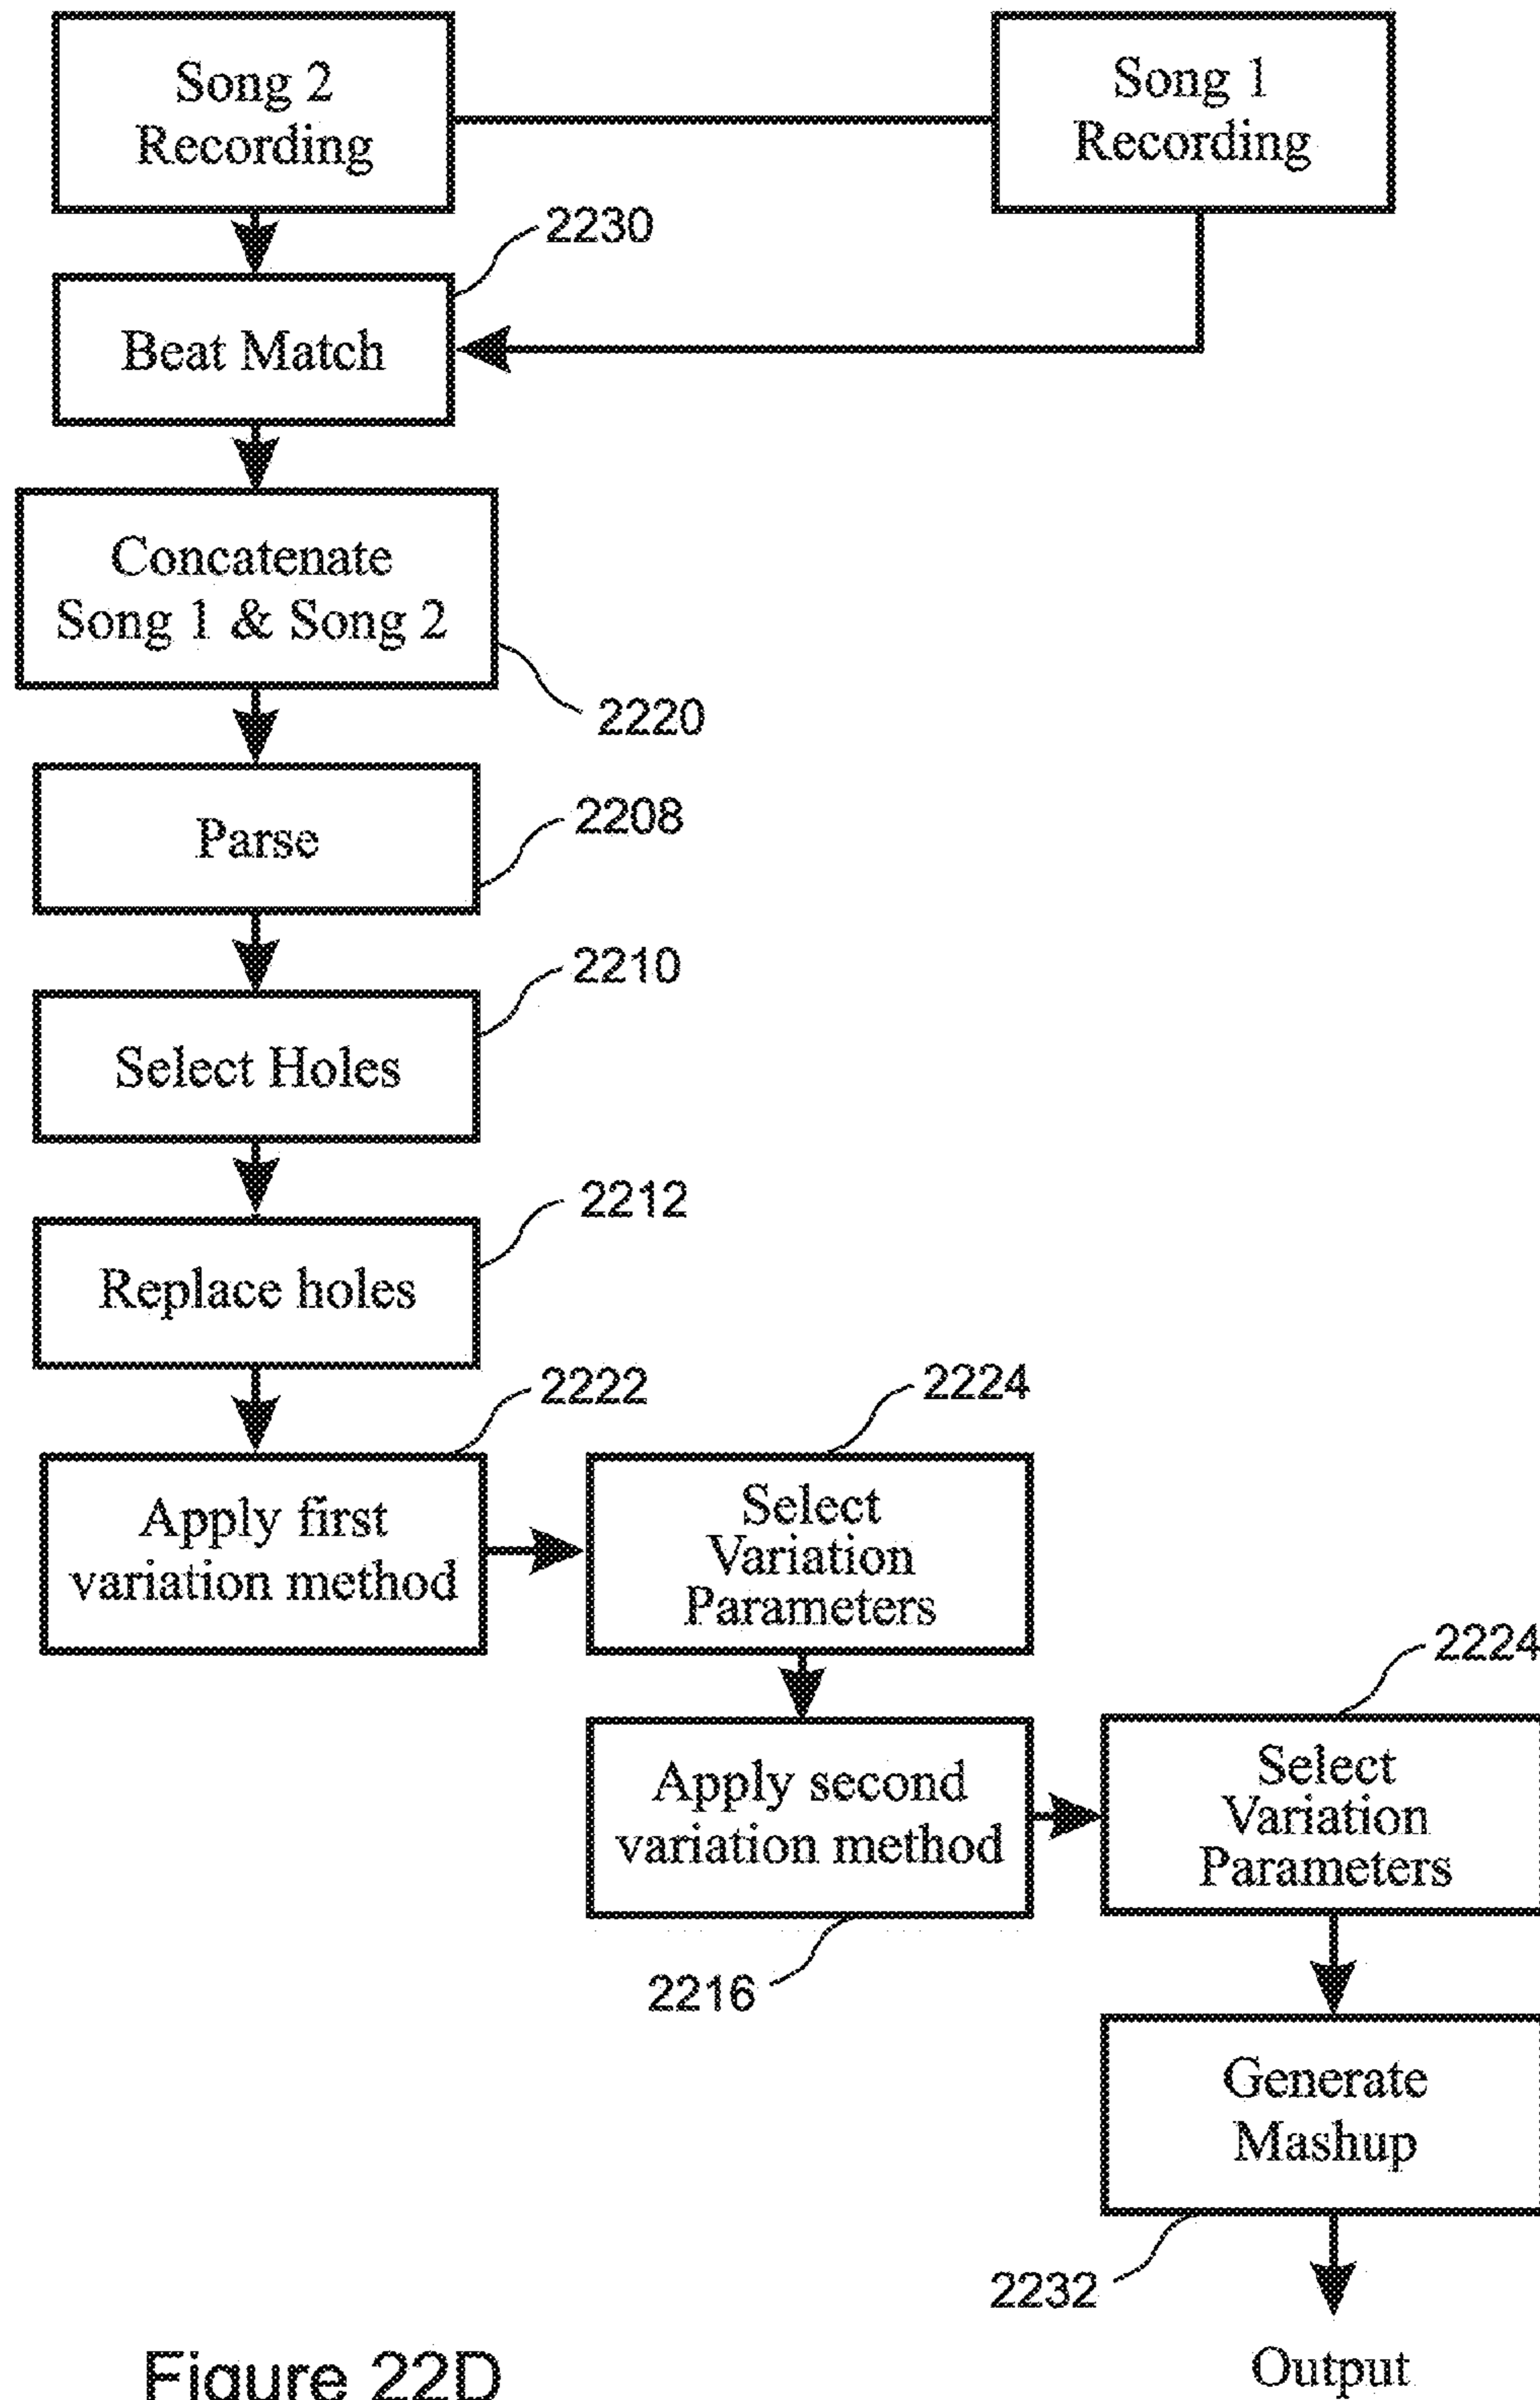 Song 2
Recording
Song 1
Recording
2230
Beat Match
Concatenate
Song 1 & Song 2
2220
Parse
2208
Select Holes
2210
Replace holes
2212
Apply first
variation method
2222
Select
Variation
Parameters
2224
Apply second
variation method
2216
Select
Variation
Parameters
2224
Generate
Mashup
2232
Output
Figure 22D